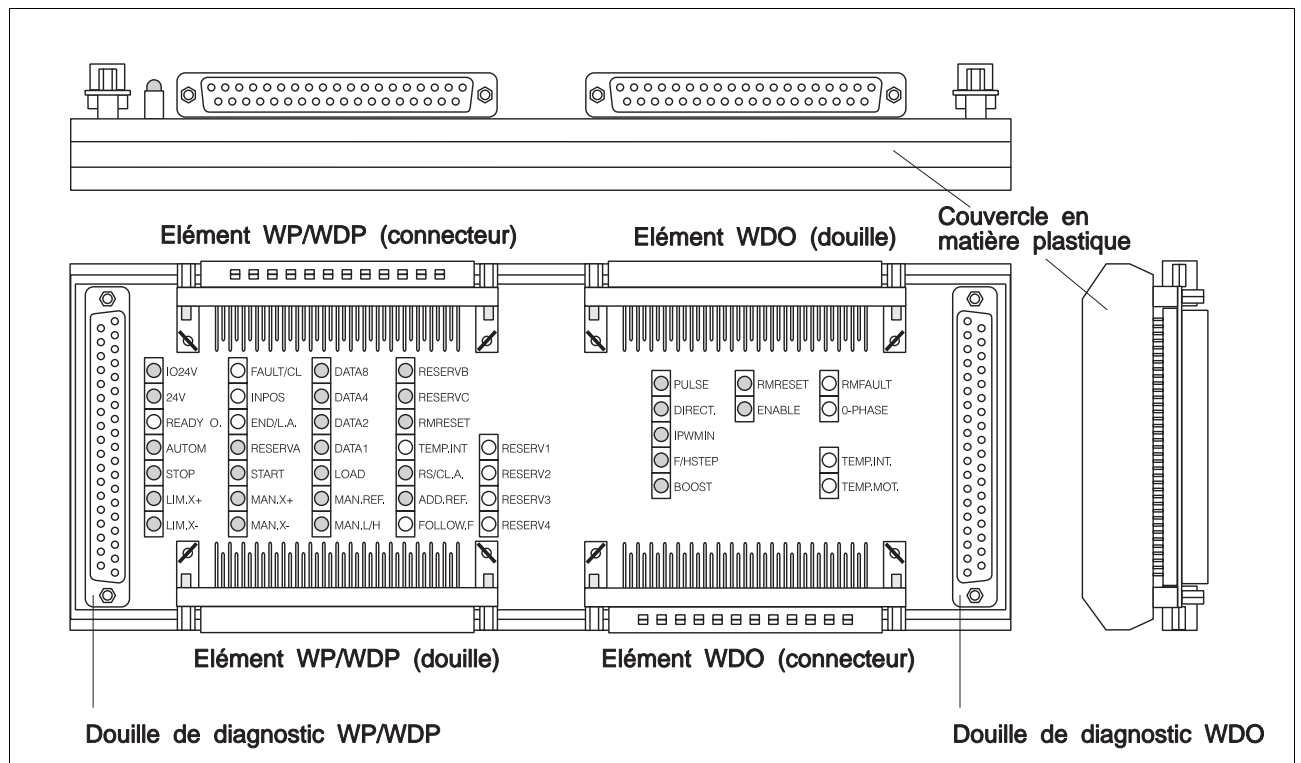 Couvercle en
matière plastique
Elément WP/WDP (connecteur)
Elément WDO (douille)
IO24V FAULT/CL DATA8 RESERVB
24V INPOS DATA4 RESERVC
READY O. END/L.A. DATA2 RMRESET
AUTOM RESERVA DATA1 TEMP.INT RESERV1
STOP START LOAD RS/CL.A. RESERV2
LIM.X+ MAN.X+ MAN.REF. ADD.REF. RESERV3
LIM.X- MAN.X- MAN.L/H FOLLOW.F RESERV4
PULSE RMRESET RMFAULT
DIRECT. ENABLE 0-PHASE
IPWMIN
F/HSTEP TEMP.INT.
BOOST TEMP.MOT.
Elément WP/WDP (douille)
Elément WDO (connecteur)
Douille de diagnostic WP/WDP
Douille de diagnostic WDO